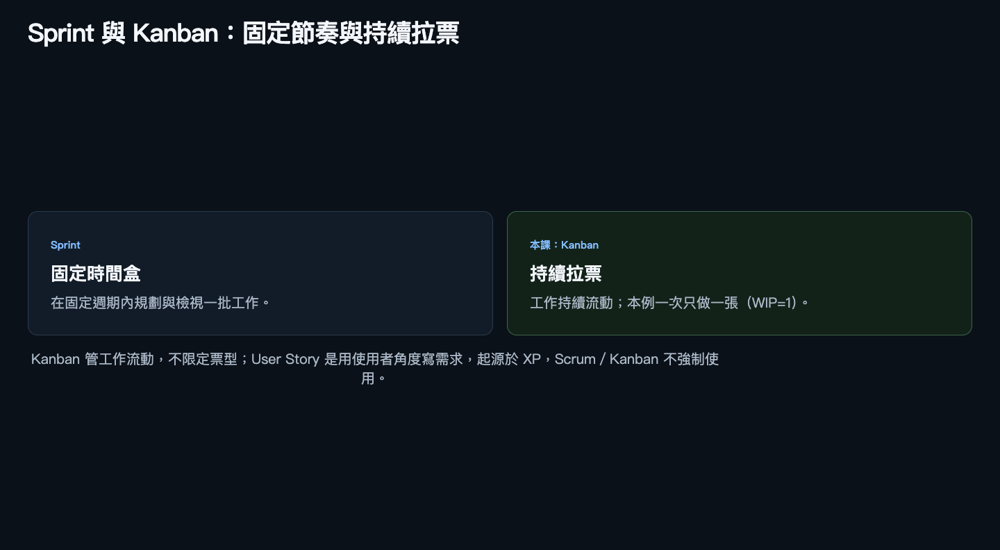 Sprint 與 Kanban：固定節奏與持續拉票
Sprint
固定時間盒
在固定週期內規劃與檢視一批工作。
本課：Kanban
持續拉票
工作持續流動；本例一次只做一張（WIP=1）。
Kanban 管工作流動，不限定票型；User Story 是用使用者角度寫需求，起源於 XP，Scrum / Kanban 不強制使
用。